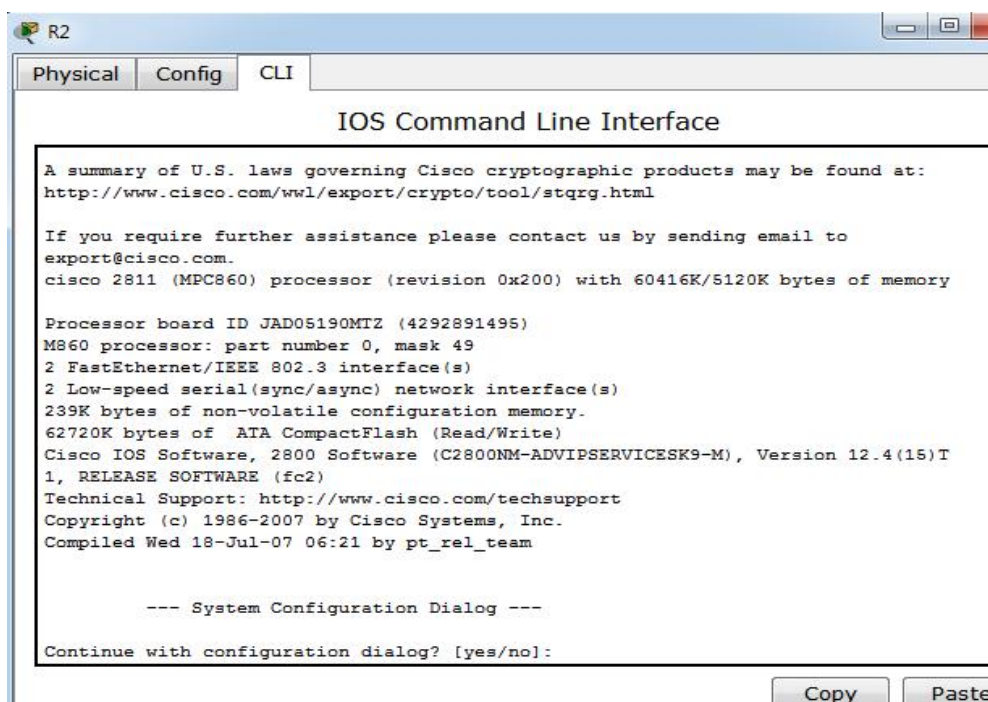 R2
Physical Config CLI
IOS Command Line Interface
A summary of U.S. laws governing Cisco cryptographic products may be found at:
http://www.cisco.com/wwl/export/crypto/tool/stqrg.html
If you require further assistance please contact us by sending email to
export@cisco.com.
cisco 2811 (MPC860) processor (revision 0x200) with 60416K/5120K bytes of memory
Processor board ID JAD05190MTZ (4292891495)
M860 processor: part number 0, mask 49
2 FastEthernet/IEEE 802.3 interface(s)
2 Low-speed serial(sync/async) network interface(s)
239K bytes of non-volatile configuration memory.
62720K bytes of ATA CompactFlash (Read/Write)
Cisco IOS Software, 2800 Software (C2800NM-ADVIPSERVICESK9-M), Version 12.4(15)T
1, RELEASE SOFTWARE (fc2)
Technical Support: http://www.cisco.com/techsupport
Copyright (c) 1986-2007 by Cisco Systems, Inc.
Compiled Wed 18-Jul-07 06:21 by pt_rel_team
--- System Configuration Dialog ---
Continue with configuration dialog? [yes/no]:
Copy Paste